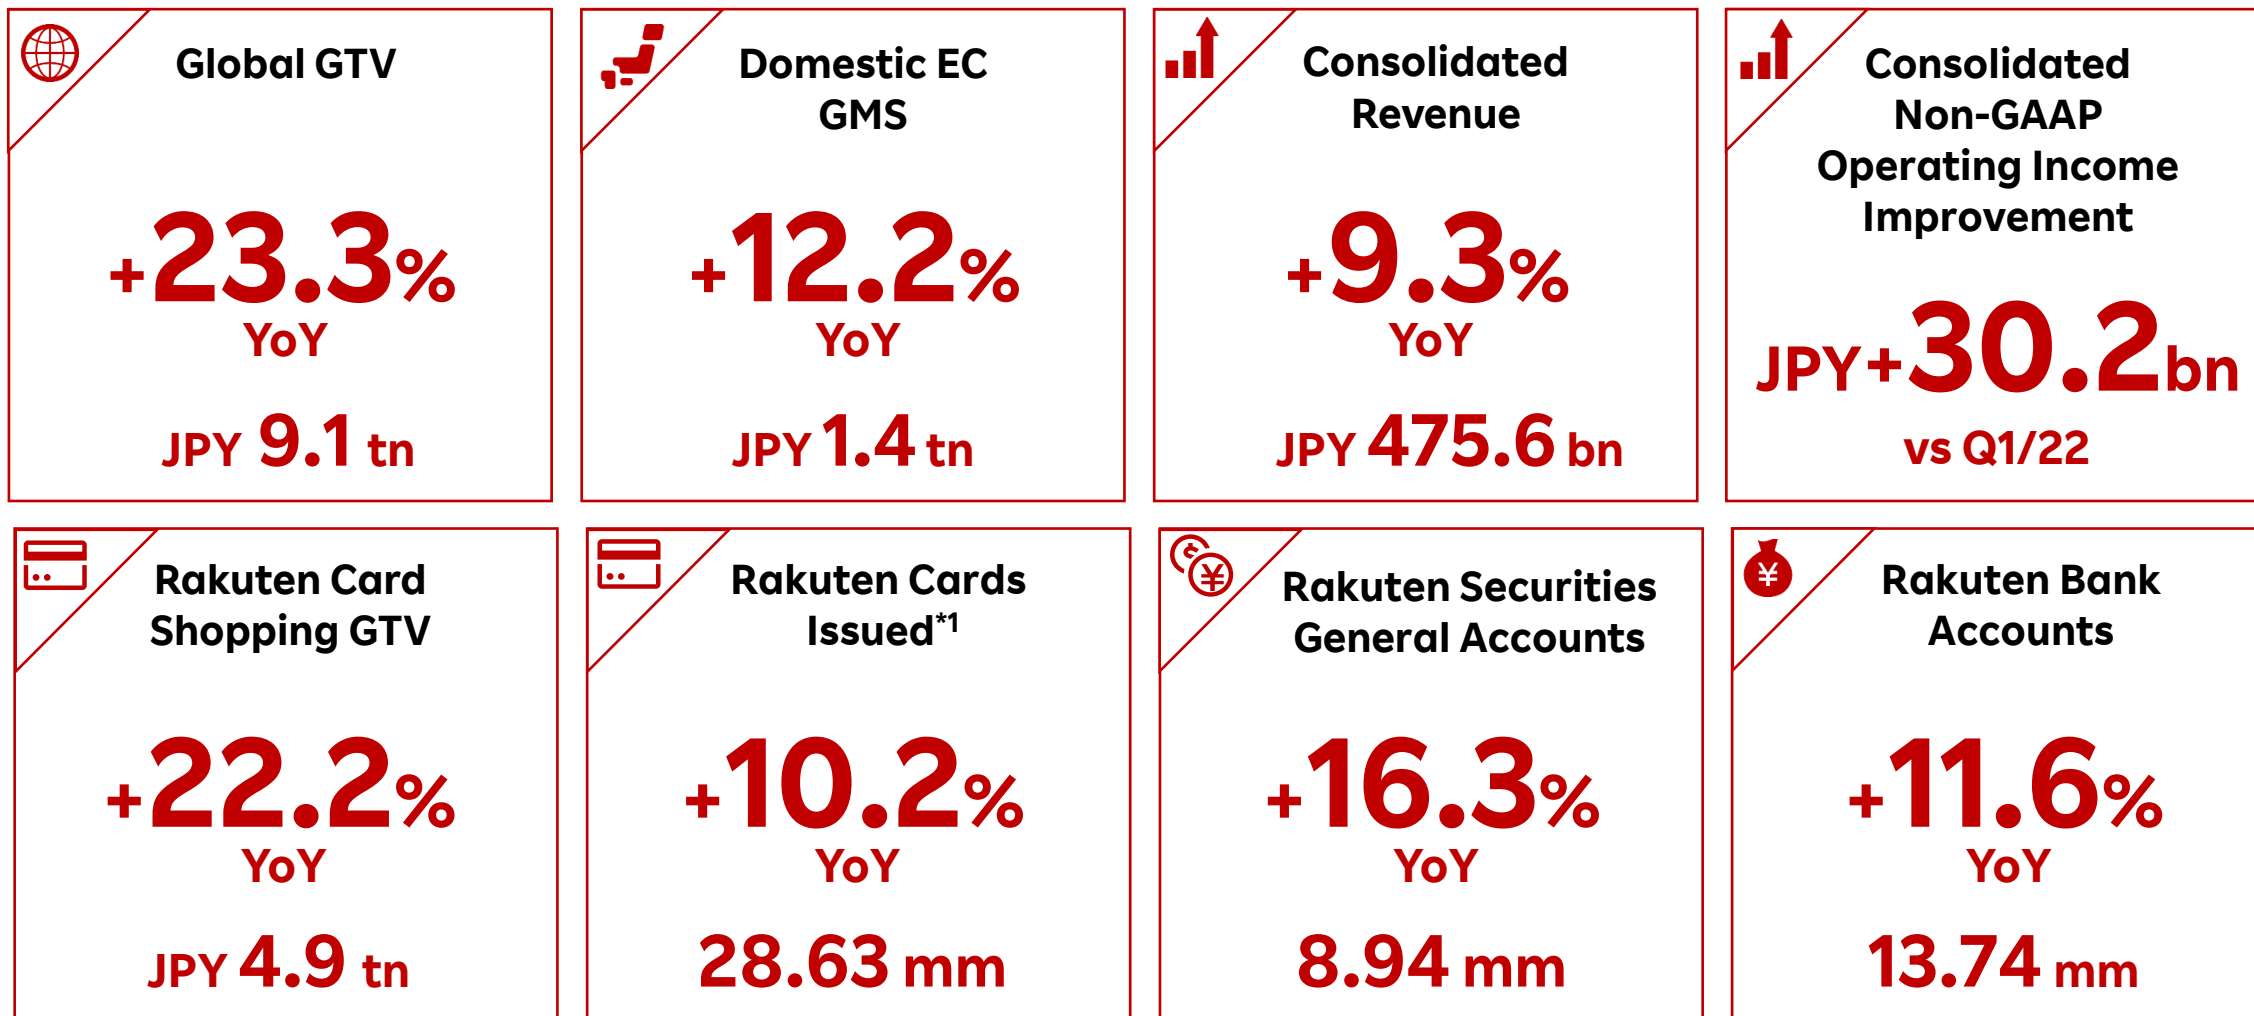 Global GTV
+23.3%
YoY
JPY 9.1 tn
Domestic EC
GMS
+12.2%
YoY
JPY 1.4 tn
Consolidated
Revenue
+9.3%
YoY
JPY 475.6 bn
Consolidated
Non-GAAP
Operating Income
Improvement
JPY+30.2bn
vs Q1/22
Rakuten Card
Shopping GTV
+22.2%
YoY
JPY 4.9 tn
Rakuten Cards
Issued*1
+10.2%
YoY
28.63 mm
Rakuten Securities
General Accounts
+16.3%
YoY
8.94 mm
Rakuten Bank
Accounts
+11.6%
YoY
13.74 mm